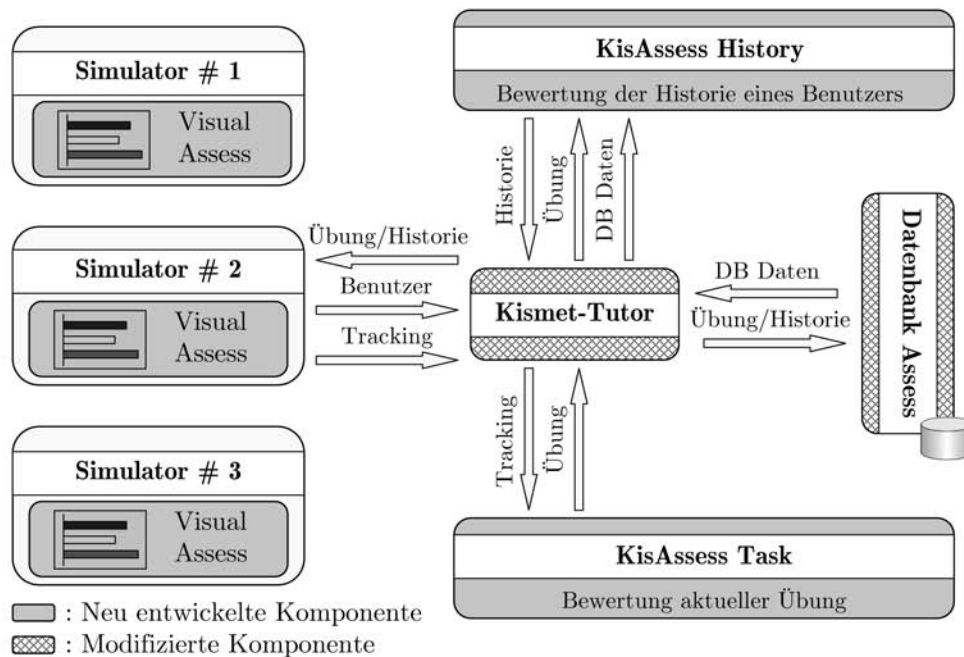 Simulator # 1
Visual
Assess
Simulator # 2
Visual
Assess
Simulator # 3
Visual
Assess
KisAssess History
Bewertung der Historie eines Benutzers
Historie
Übung
DB Daten
Übung/Historie
Benutzer
Tracking
Kismet-Tutor
DB Daten
Übung/Historie
Datenbank Assess
Tracking
Übung
KisAssess Task
Bewertung aktueller Übung
: Neu entwickelte Komponente
: Modifizierte Komponente